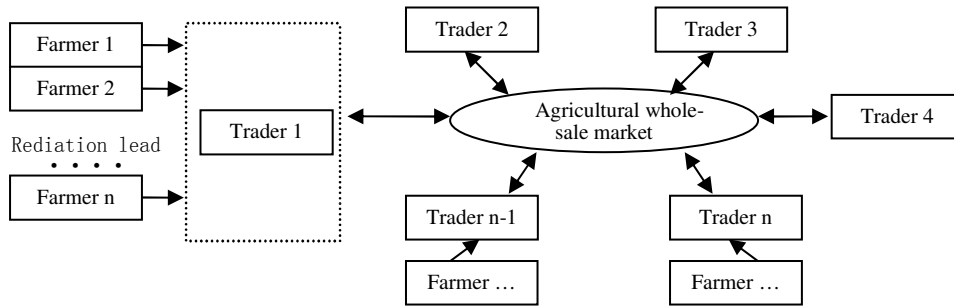 Farmer 1
Farmer 2
Rediation lead
• • • •
Farmer n
Trader 1
Trader 2
Trader 3
Agricultural whole-
sale market
Trader 4
Trader n-1
Trader n
Farmer …
Farmer …